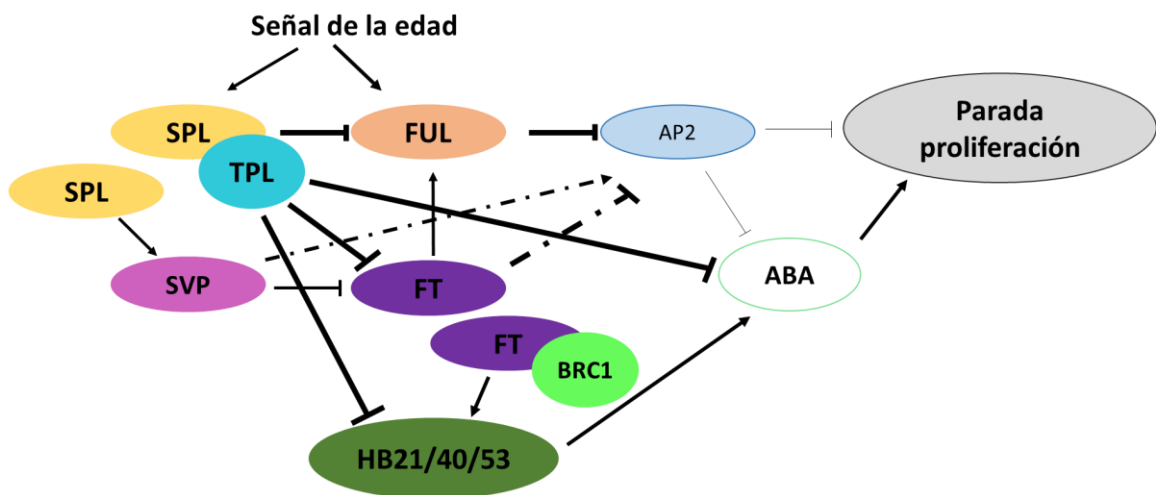 Señal de la edad
SPL
FUL
AP2
Parada
proliferación
TPL
SPL
SVP
FT
ABA
FT
BRC1
HB21/40/53